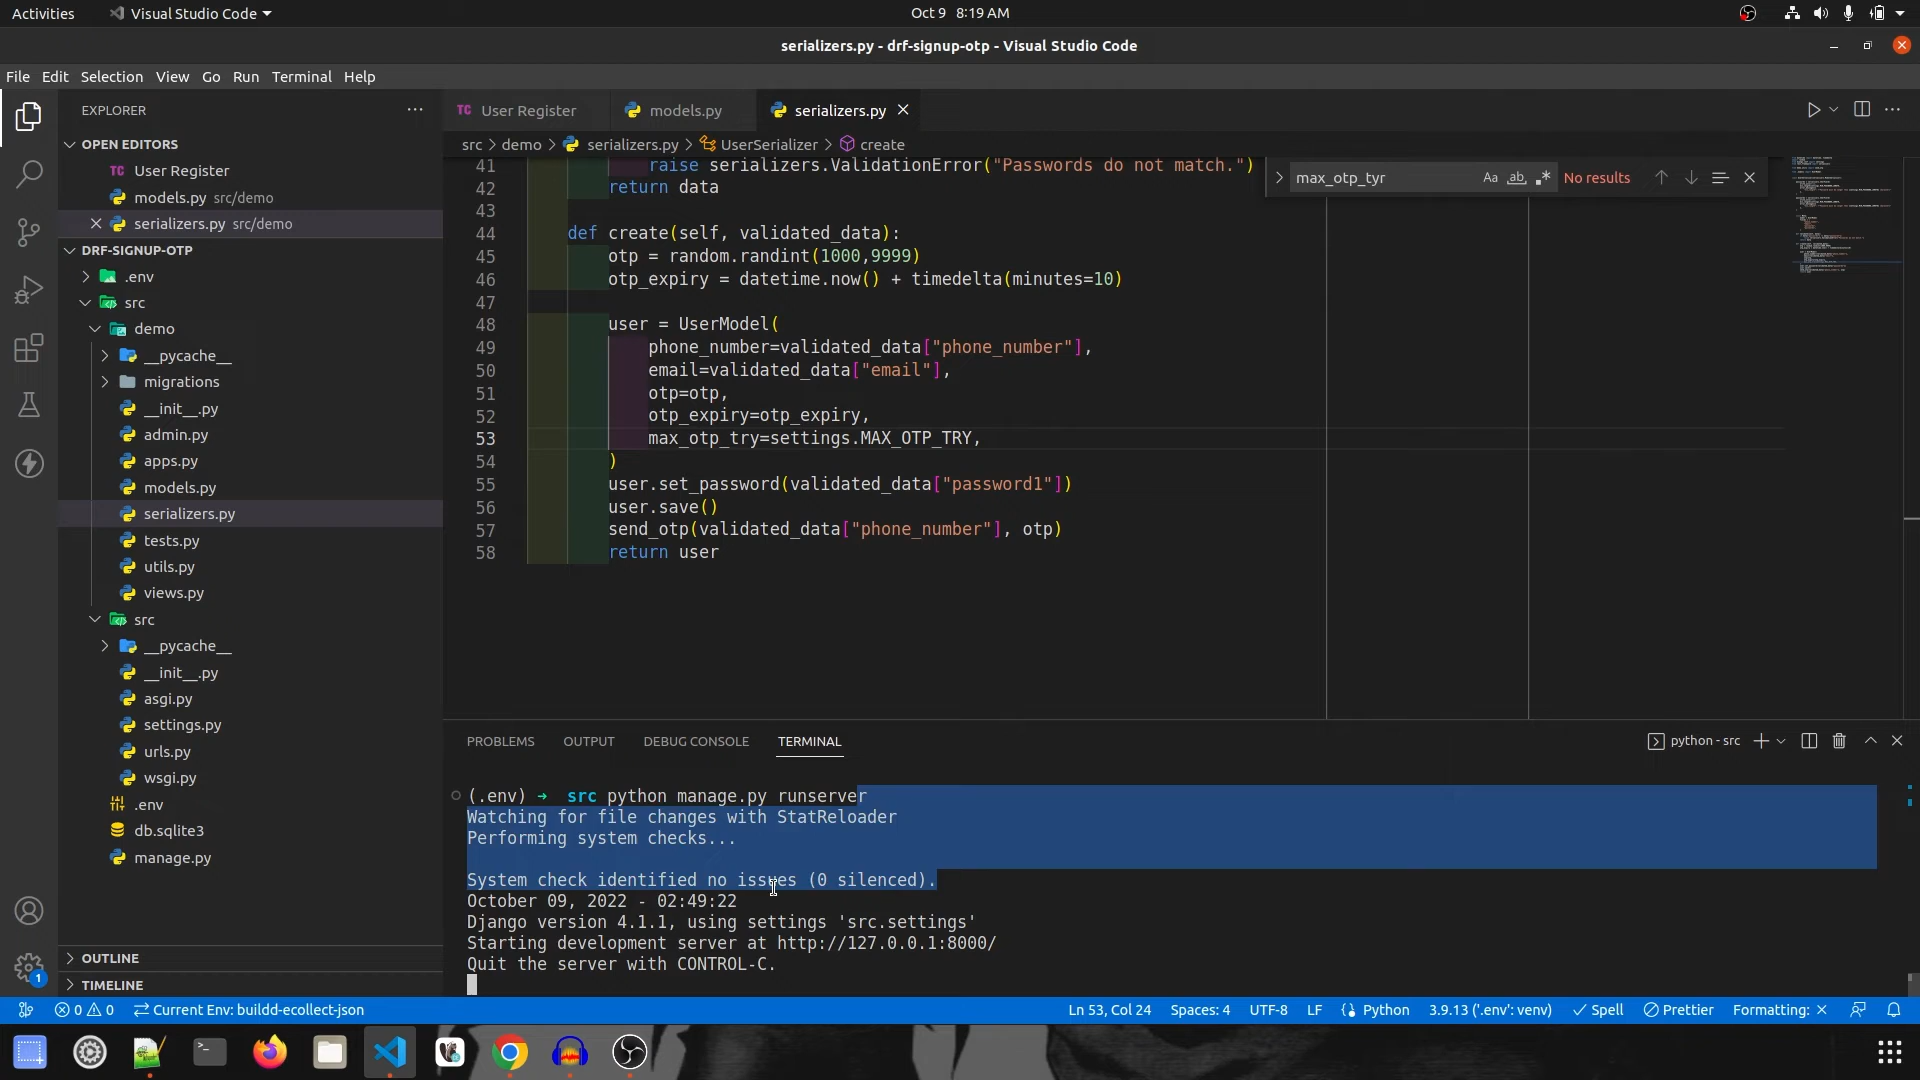 Activities
Visual Studio Code
Oct 9 8:19 AM
serializers.py - drf-signup-otp - Visual Studio Code
File Edit Selection View Go Run Terminal Help
EXPLORER
OPEN EDITORS
TC User Register
models.py src/demo
serializers.py src/demo
DRF-SIGNUP-OTP
.env
src
demo
__pycache__
migrations
__init__.py
admin.py
apps.py
models.py
serializers.py
tests.py
utils.py
views.py
src
__pycache__
__init__.py
asgi.py
settings.py
urls.py
wsgi.py
.env
db.sqlite3
manage.py
OUTLINE
TIMELINE
TC User Register
models.py
serializers.py
src > demo > serializers.py > UserSerializer > create
max_otp_tyr
Aa
ab
No results
41 raise serializers.ValidationError("Passwords do not match.")
42 return data
43
44 def create(self, validated_data):
45 otp = random.randint(1000,9999)
46 otp_expiry = datetime.now() + timedelta(minutes=10)
47
48 user = UserModel(
49 phone_number=validated_data["phone_number"],
50 email=validated_data["email"],
51 otp=otp,
52 otp_expiry=otp_expiry,
53 max_otp_try=settings.MAX_OTP_TRY,
54 )
55 user.set_password(validated_data["password1"])
56 user.save()
57 send_otp(validated_data["phone_number"], otp)
58 return user
PROBLEMS OUTPUT DEBUG CONSOLE TERMINAL
python - src
(.env) ➜ src python manage.py runserver
Watching for file changes with StatReloader
Performing system checks...
System check identified no issues (0 silenced).
October 09, 2022 - 02:49:22
Django version 4.1.1, using settings 'src.settings'
Starting development server at http://127.0.0.1:8000/
Quit the server with CONTROL-C.
1
0 0 Current Env: buildd-ecollect-json
Ln 53, Col 24 Spaces: 4 UTF-8 LF Python 3.9.13 ('.env': venv) Spell Prettier Formatting: ×